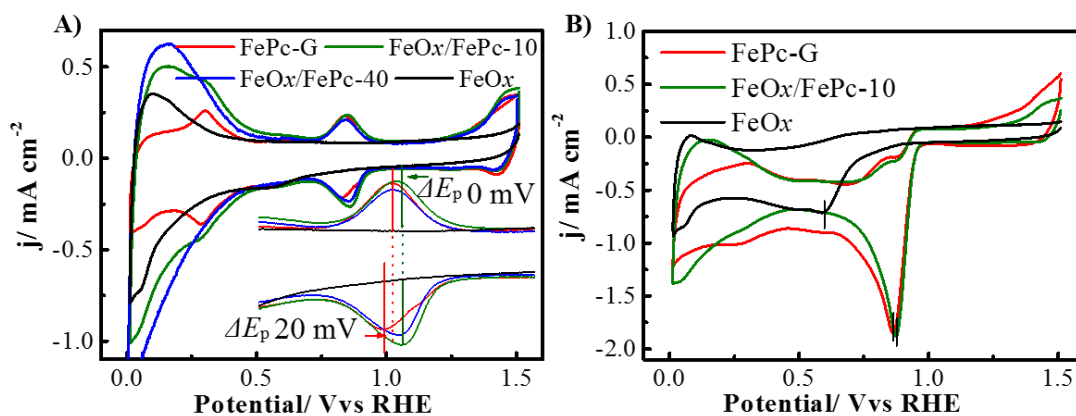 A)
FePc-G FeOx/FePc-10
FeOx/FePc-40 FeOx
ΔEp 0 mV
ΔEp 20 mV
j/ mA cm-2
0.5
0.0
-0.5
-1.0
0.0 0.5 1.0 1.5
Potential/ Vvs RHE
B)
FePc-G
FeOx/FePc-10
FeOx
j/ mA cm-2
1.0
0.5
0.0
-0.5
-1.0
-1.5
-2.0
0.0 0.5 1.0 1.5
Potential/ Vvs RHE